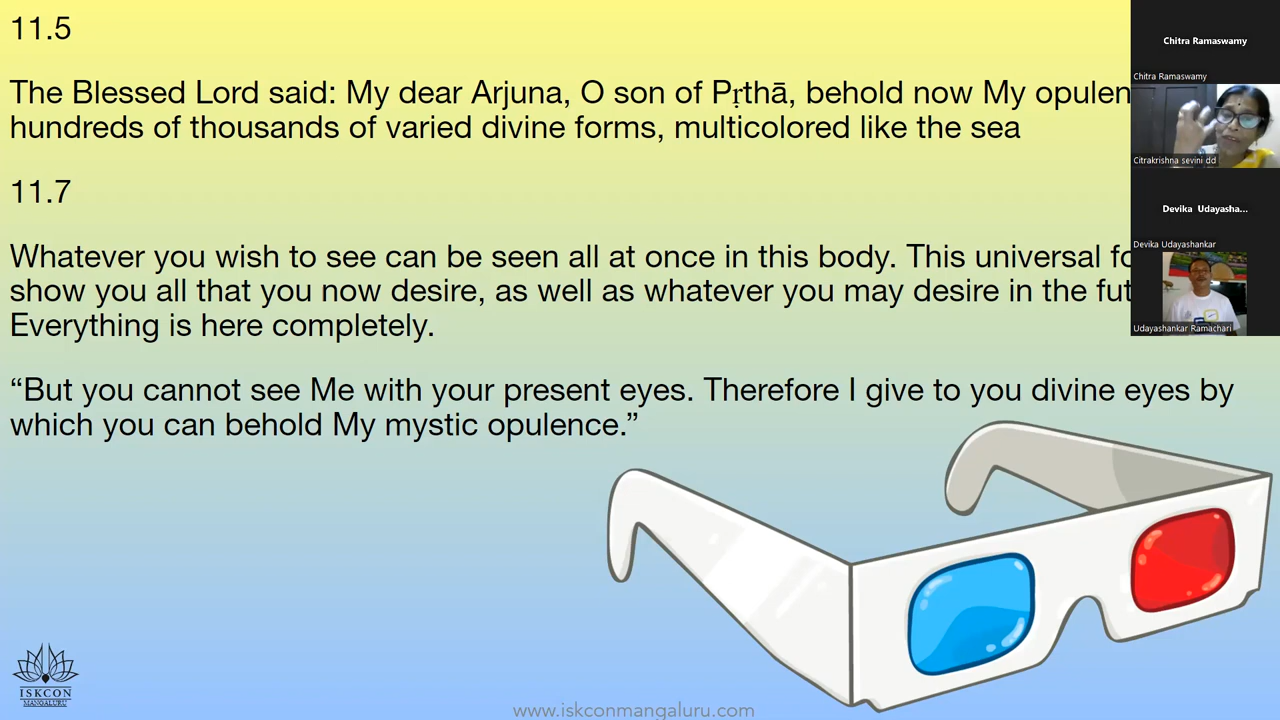 11.5
The Blessed Lord said: My dear Arjuna, O son of Pṛthā, behold now My opulen
hundreds of thousands of varied divine forms, multicolored like the sea
11.7
Whatever you wish to see can be seen all at once in this body. This universal fo
show you all that you now desire, as well as whatever you may desire in the fut
Everything is here completely.
“But you cannot see Me with your present eyes. Therefore I give to you divine eyes by
which you can behold My mystic opulence.”
Chitra Ramaswamy
Chitra Ramaswamy
Citrakrishna sevini dd
Devika Udayasha...
Devika Udayashankar
Udayashankar Ramachari
ISKCON
MANGALURU
www.iskconmangaluru.com